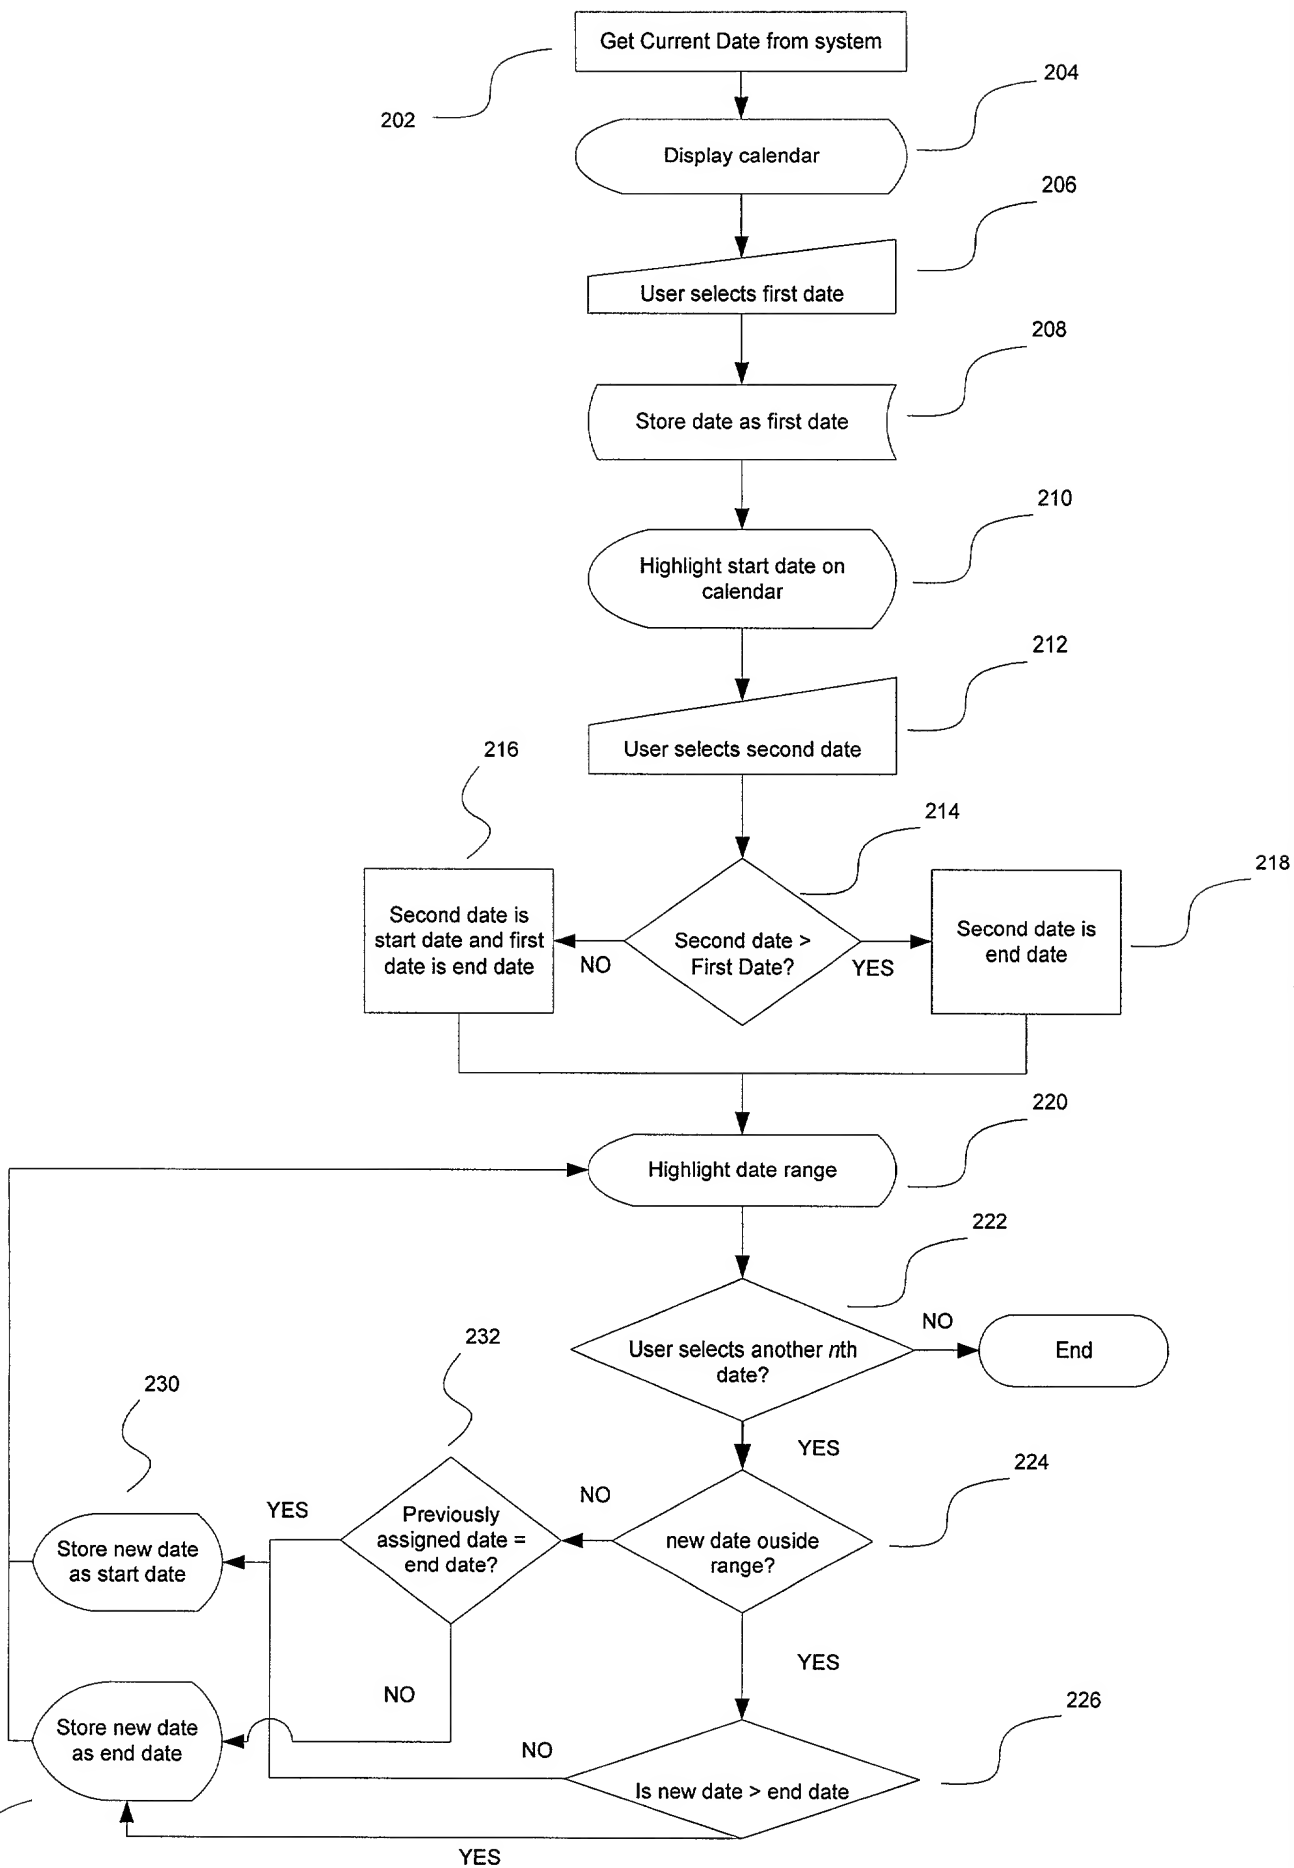 Get Current Date from system
202
204
Display calendar
206
User selects first date
208
Store date as first date
210
Highlight start date on
calendar
212
User selects second date
216
214
218
Second date is
start date and first
date is end date
NO
Second date >
First Date?
YES
Second date is
end date
220
Highlight date range
222
User selects another nth
date?
NO
End
232
230
YES
224
YES
Previously
assigned date =
end date?
NO
new date ouside
range?
Store new date
as start date
YES
NO
226
Store new date
as end date
NO
Is new date > end date
YES